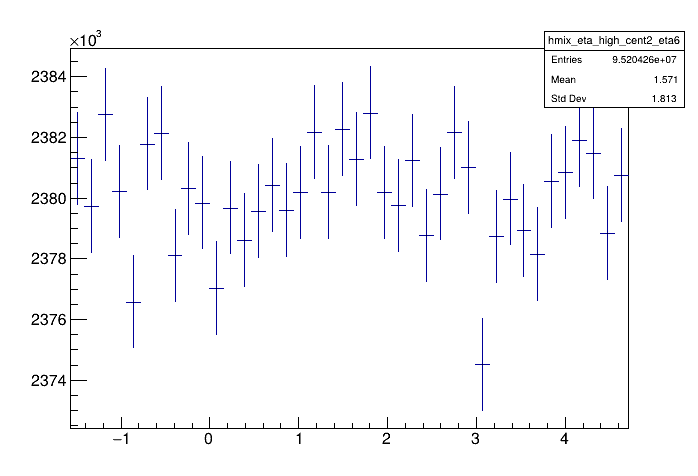 ×10³
hmix_eta_high_cent2_eta6
Entries 9.520426e+07
Mean 1.571
Std Dev 1.813
2384
2382
2380
2378
2376
2374
−1 0 1 2 3 4